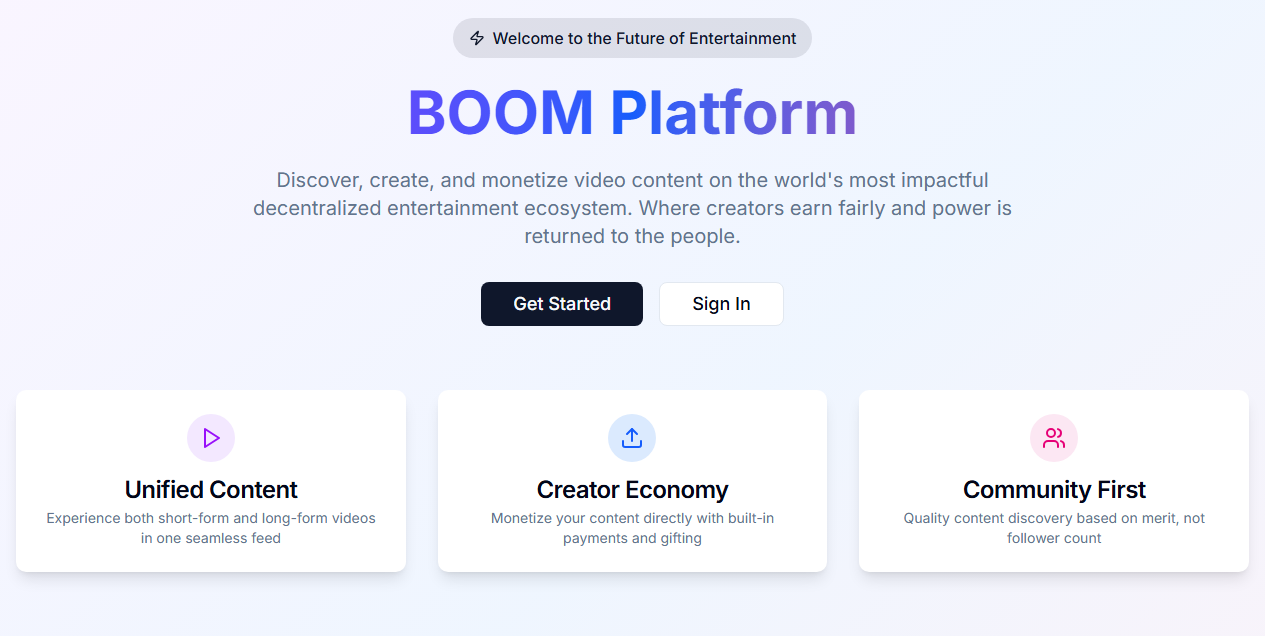 Welcome to the Future of Entertainment
BOOM Platform
Discover, create, and monetize video content on the world's most impactful
decentralized entertainment ecosystem. Where creators earn fairly and power is
returned to the people.
Get Started
Sign In
Unified Content
Experience both short-form and long-form videos
in one seamless feed
Creator Economy
Monetize your content directly with built-in
payments and gifting
Community First
Quality content discovery based on merit, not
follower count